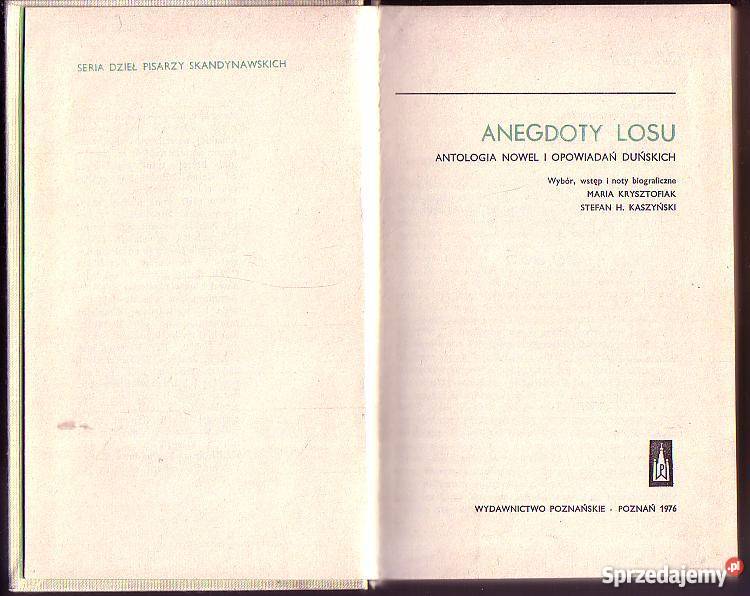 SERIA DZIEŁ PISARZY SKANDYNAWSKICH
ANEGDOTY LOSU
ANTOLOGIA NOWEL I OPOWIADAŃ DUŃSKICH
Wybór, wstęp i noty biograficzne
MARIA KRYSZTOFIAK
STEFAN H. KASZYŃSKI
WYDAWNICTWO POZNAŃSKIE · POZNAŃ 1976
Sprzedajemy.pl